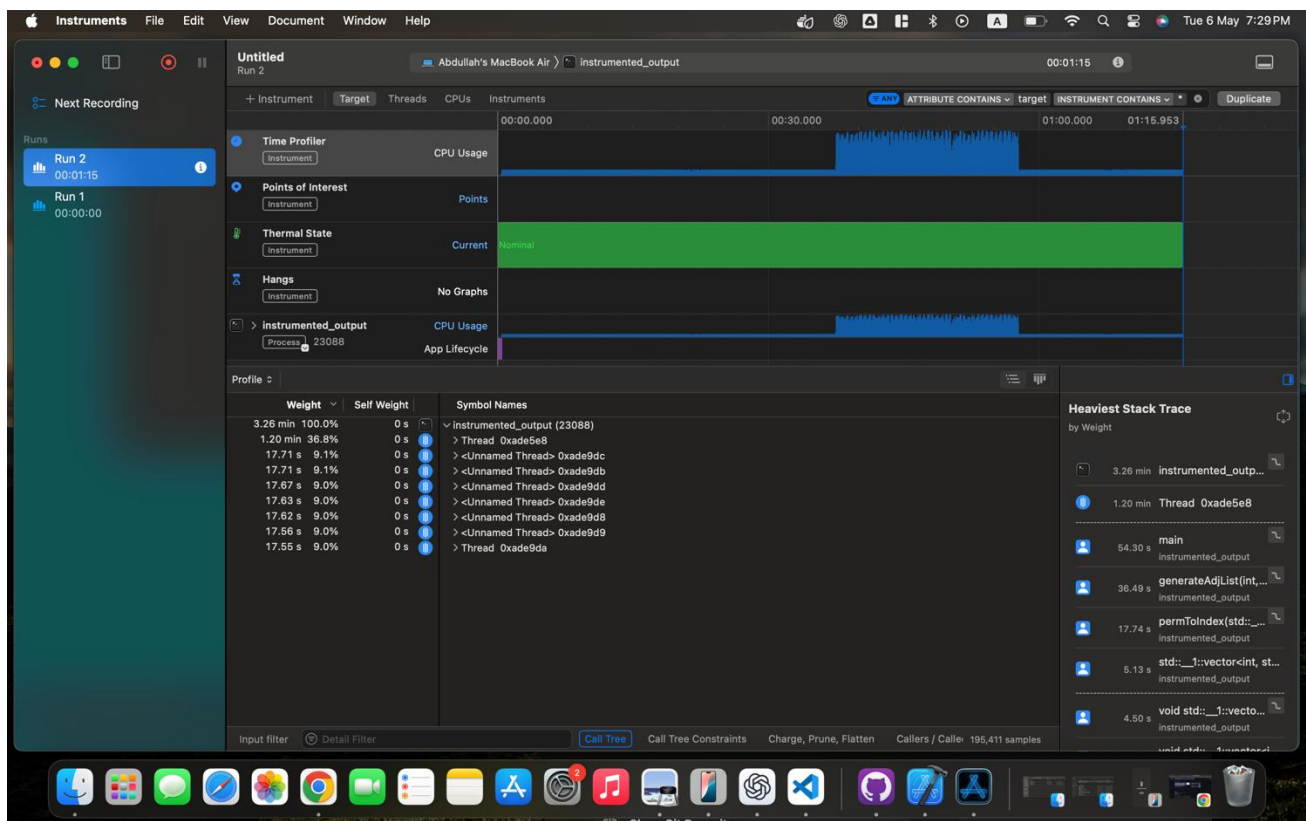 Instruments File Edit View Document Window Help
A
Tue 6 May 7:29 PM
Untitled
Run 2
Abdullah's MacBook Air 〉 instrumented_output
00:01:15
Next Recording
Runs
Run 2
00:01:15
Run 1
00:00:00
+ Instrument Target Threads CPUs Instruments
ANY ATTRIBUTE CONTAINS target INSTRUMENT CONTAINS * Duplicate
00:00.000 00:30.000 01:00.000 01:15.953
Time Profiler
Instrument
CPU Usage
Points of Interest
Instrument
Points
Thermal State
Instrument
Current
Nominal
Hangs
Instrument
No Graphs
instrumented_output
Process 23088
CPU Usage
App Lifecycle
Profile
Weight Self Weight Symbol Names
3.26 min 100.0% 0 s instrumented_output (23088)
1.20 min 36.8% 0 s Thread 0xade5e8
17.71 s 9.1% 0 s <Unnamed Thread> 0xade9dc
17.71 s 9.1% 0 s <Unnamed Thread> 0xade9db
17.67 s 9.0% 0 s <Unnamed Thread> 0xade9dd
17.63 s 9.0% 0 s <Unnamed Thread> 0xade9de
17.62 s 9.0% 0 s <Unnamed Thread> 0xade9d8
17.56 s 9.0% 0 s <Unnamed Thread> 0xade9d9
17.55 s 9.0% 0 s Thread 0xade9da
Heaviest Stack Trace
by Weight
3.26 min instrumented_outp...
1.20 min Thread 0xade5e8
54.30 s main
instrumented_output
36.49 s generateAdjList(int,...
instrumented_output
17.74 s permToIndex(std::_...
instrumented_output
5.13 s std::__1::vector<int, st...
instrumented_output
4.50 s void std::__1::vecto...
instrumented_output
Input filter Detail Filter Call Tree Call Tree Constraints Charge, Prune, Flatten Callers / Calle 195,411 samples
2